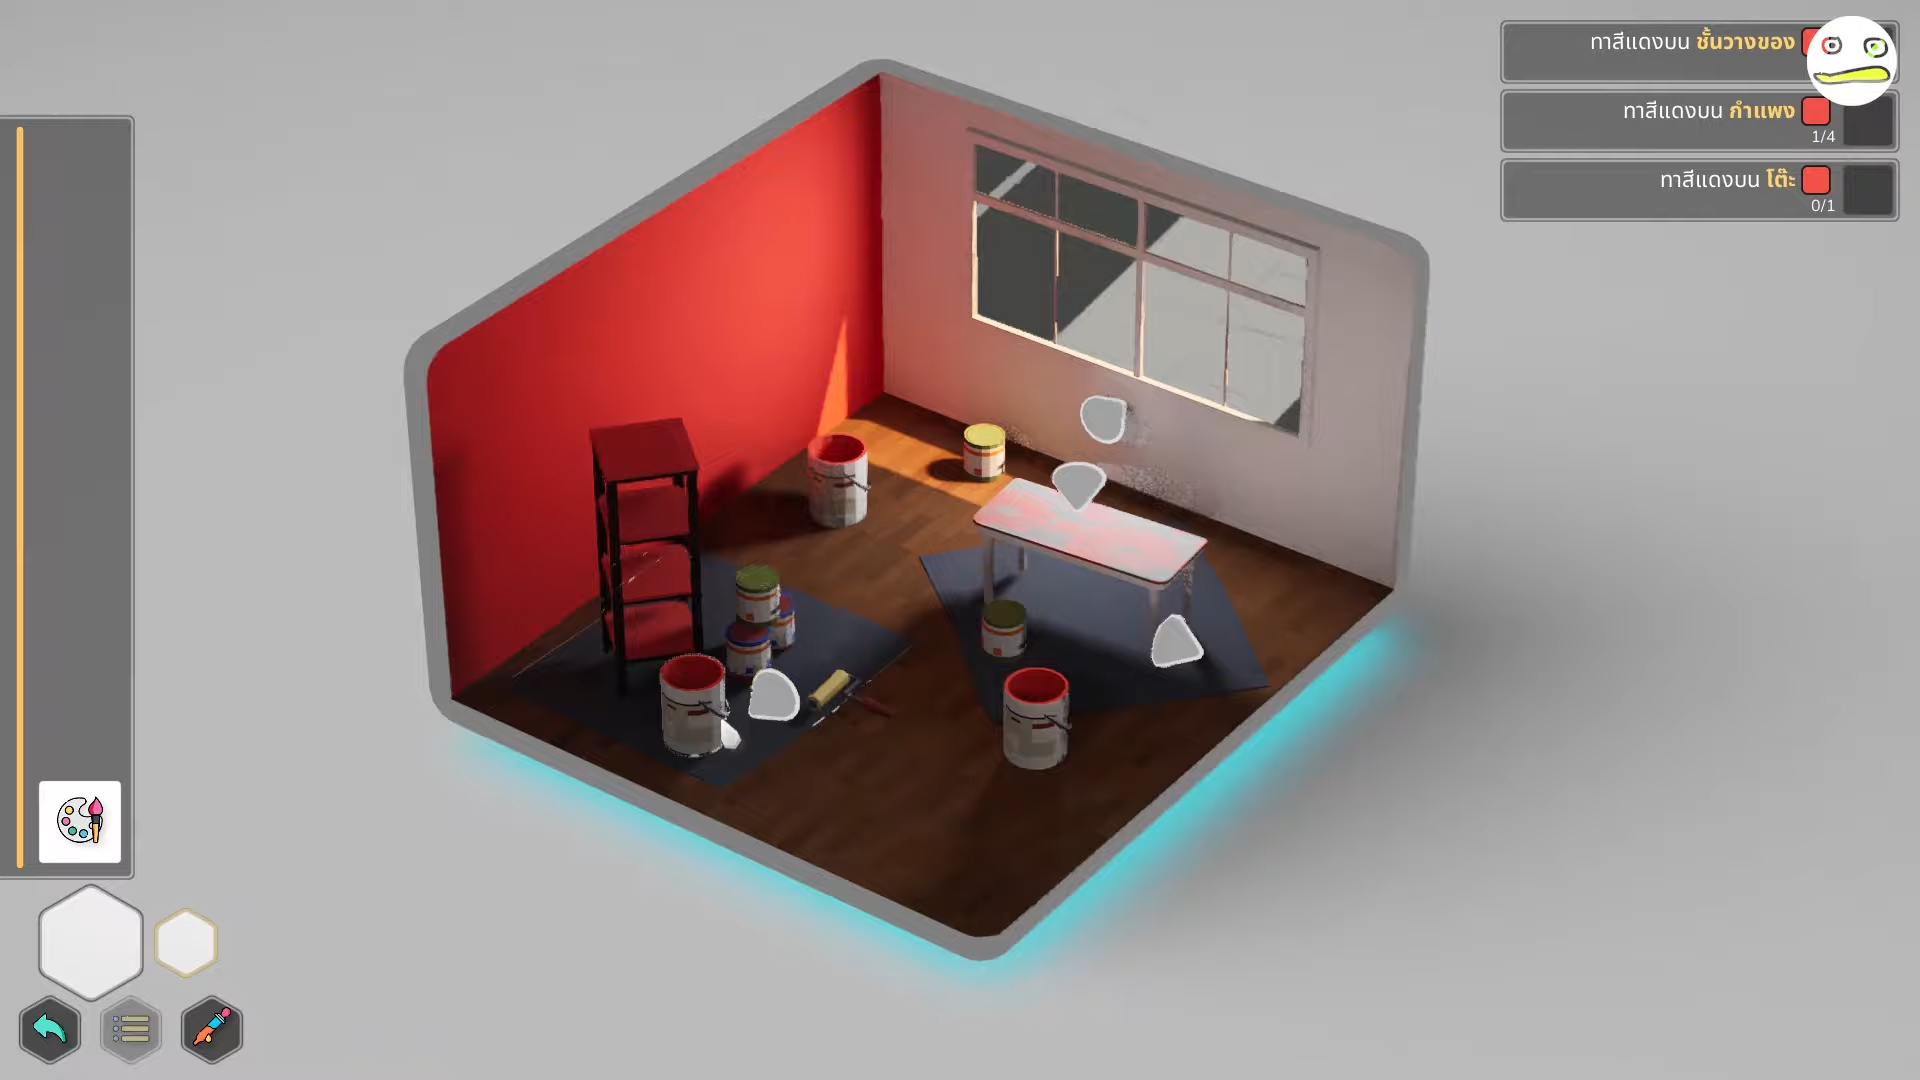 ทาสีแดงบน ชั้นวางของ
ทาสีแดงบน กำแพง
1/4
ทาสีแดงบน โต๊ะ
0/1